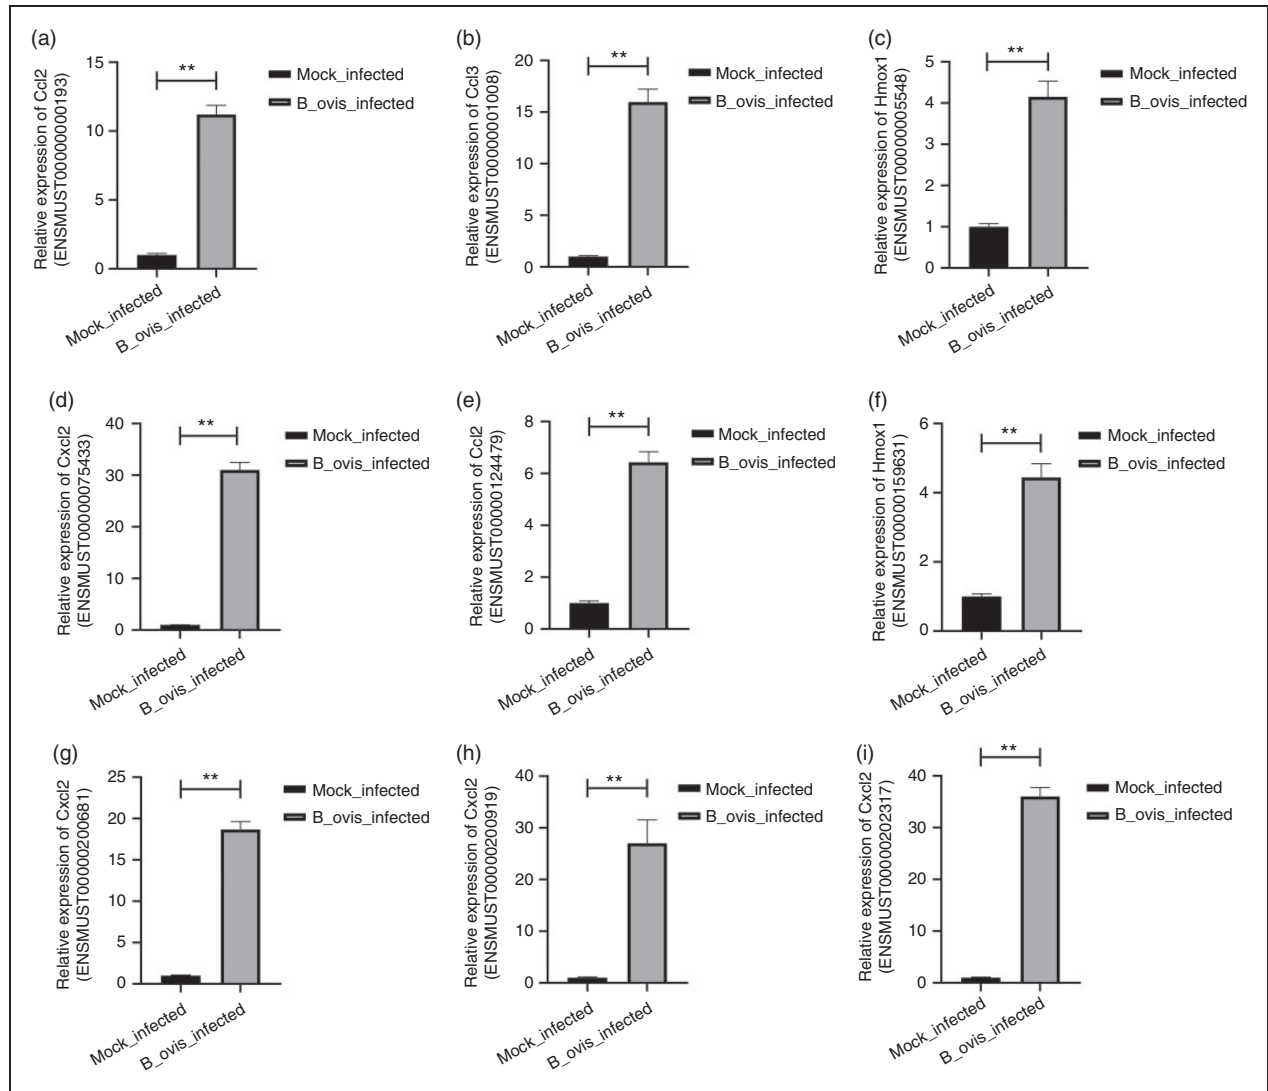 (a)
Relative expression of Ccl2
(ENSMUST00000000193)
15
10
5
0
**
Mock_infected
B_ovis_infected
Mock_infected
B_ovis_infected
(b)
Relative expression of Ccl3
(ENSMUST00000001008)
20
15
10
5
0
**
Mock_infected
B_ovis_infected
Mock_infected
B_ovis_infected
(c)
Relative expression of Hmox1
(ENSMUST00000005548)
5
4
3
2
1
0
**
Mock_infected
B_ovis_infected
Mock_infected
B_ovis_infected
(d)
Relative expression of Cxcl2
(ENSMUST00000075433)
40
30
20
10
0
**
Mock_infected
B_ovis_infected
Mock_infected
B_ovis_infected
(e)
Relative expression of Ccl2
(ENSMUST00000124479)
8
6
4
2
0
**
Mock_infected
B_ovis_infected
Mock_infected
B_ovis_infected
(f)
Relative expression of Hmox1
(ENSMUST00000159631)
6
4
2
0
**
Mock_infected
B_ovis_infected
Mock_infected
B_ovis_infected
(g)
Relative expression of Cxcl2
(ENSMUST00000200681)
25
20
15
10
5
0
**
Mock_infected
B_ovis_infected
Mock_infected
B_ovis_infected
(h)
Relative expression of Cxcl2
(ENSMUST00000200919)
40
30
20
10
0
**
Mock_infected
B_ovis_infected
Mock_infected
B_ovis_infected
(i)
Relative expression of Cxcl2
(ENSMUST00000202317)
40
30
20
10
0
**
Mock_infected
B_ovis_infected
Mock_infected
B_ovis_infected